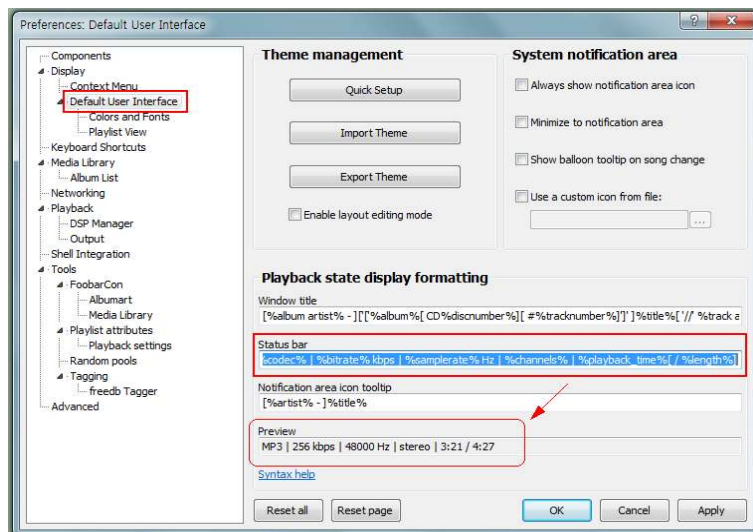 Preferences: Default User Interface
Components
Display
Context Menu
Default User Interface
Colors and Fonts
Playlist View
Keyboard Shortcuts
Media Library
Album List
Networking
Playback
DSP Manager
Output
Shell Integration
Tools
FoobarCon
Albumart
Media Library
Playlist attributes
Playback settings
Random pools
Tagging
freedb Tagger
Advanced
Theme management
Quick Setup
Import Theme
Export Theme
Enable layout editing mode
System notification area
Always show notification area icon
Minimize to notification area
Show balloon tooltip on song change
Use a custom icon from file:
...
Playback state display formatting
Window title
[%album artist% - ]['['%album%[ CD%discnumber%][ #%tracknumber%]']' ]%title%[ '//' %track a
Status bar
%codec% | %bitrate% kbps | %samplerate% Hz | %channels% | %playback_time%[ / %length%]
Notification area icon tooltip
[%artist% - ]%title%
Preview
MP3 | 256 kbps | 48000 Hz | stereo | 3:21 / 4:27
Syntax help
Reset all
Reset page
OK
Cancel
Apply